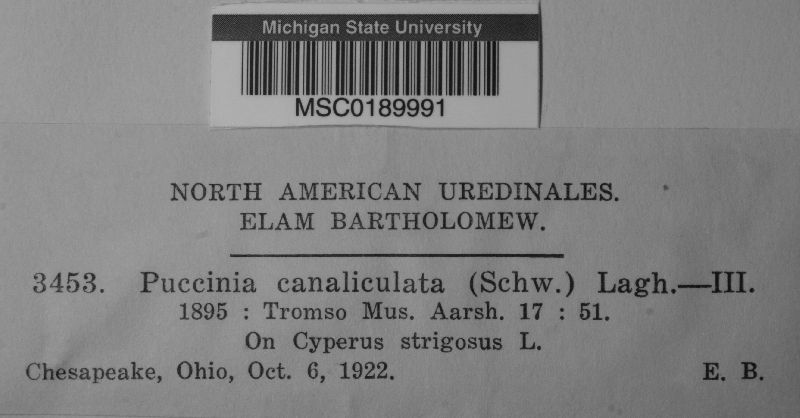 Michigan State University
MSC0189991
NORTH AMERICAN UREDINALES.
ELAM BARTHOLOMEW.
3453. Puccinia canaliculata (Schw.) Lagh.—III.
1895 : Tromso Mus. Aarsh. 17 : 51.
On Cyperus strigosus L.
Chesapeake, Ohio, Oct. 6, 1922. E. B.